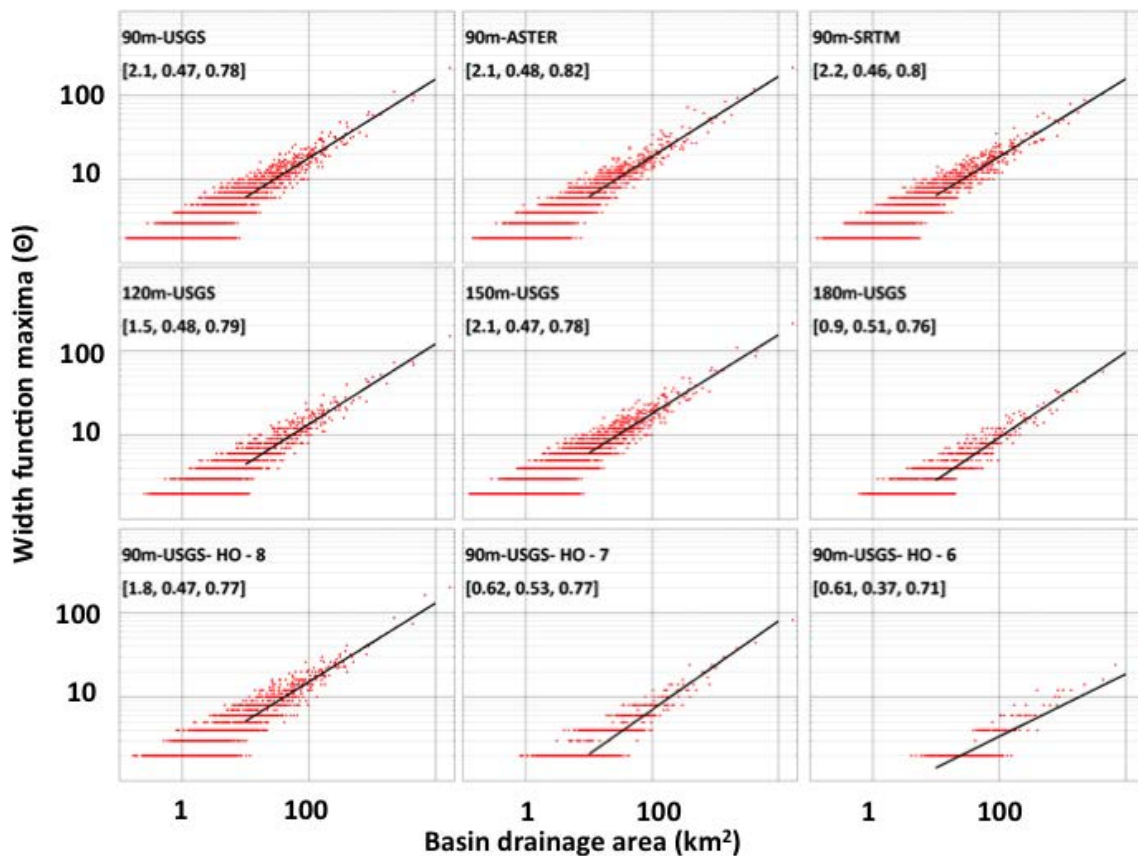 90m-USGS
[2.1, 0.47, 0.78]
90m-ASTER
[2.1, 0.48, 0.82]
90m-SRTM
[2.2, 0.46, 0.8]
100
10
120m-USGS
[1.5, 0.48, 0.79]
150m-USGS
[2.1, 0.47, 0.78]
180m-USGS
[0.9, 0.51, 0.76]
100
10
90m-USGS- HO - 8
[1.8, 0.47, 0.77]
90m-USGS- HO - 7
[0.62, 0.53, 0.77]
90m-USGS- HO - 6
[0.61, 0.37, 0.71]
100
10
Width function maxima (Θ)
1 100 1 100 1 100
Basin drainage area (km²)